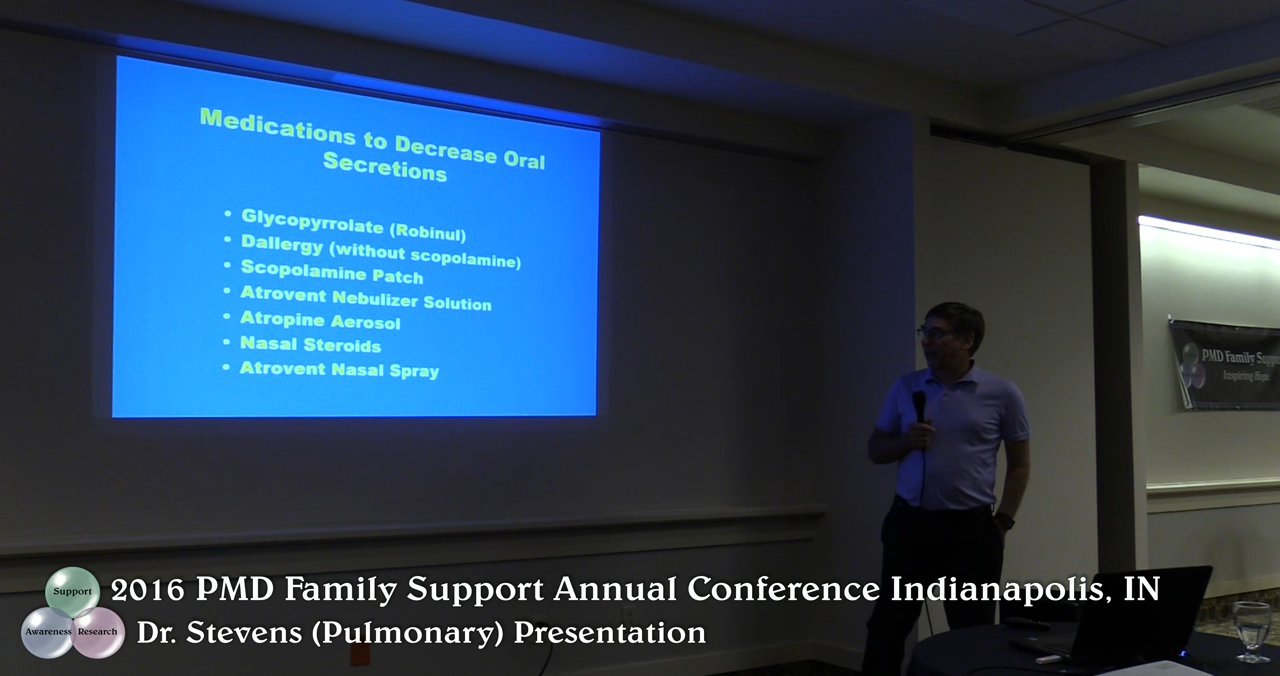 Medications to Decrease Oral
Secretions
• Glycopyrrolate (Robinul)
• Dallergy (without scopolamine)
• Scopolamine Patch
• Atrovent Nebulizer Solution
• Atropine Aerosol
• Nasal Steroids
• Atrovent Nasal Spray
PMD Family
Inspiring Hope
Support
Awareness Research
2016 PMD Family Support Annual Conference Indianapolis, IN
Dr. Stevens (Pulmonary) Presentation